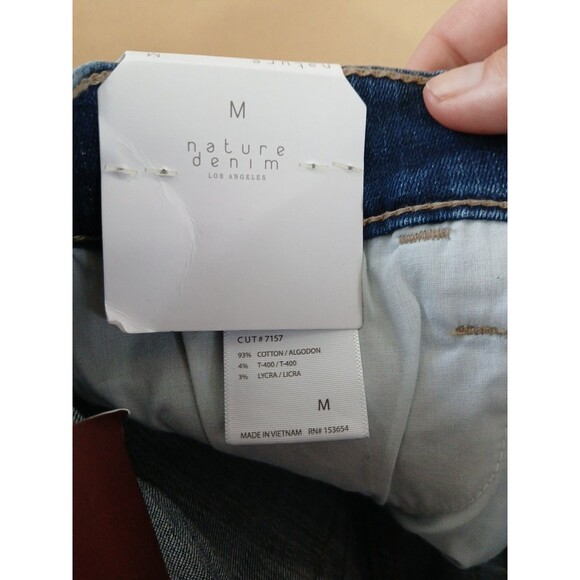 nature
M
nature
denim
LOS ANGELES
CUT# 7157
93% COTTON / ALGODON
4% T-400 / T-400
3% LYCRA / LICRA
M
MADE IN VIETNAM RN# 153654